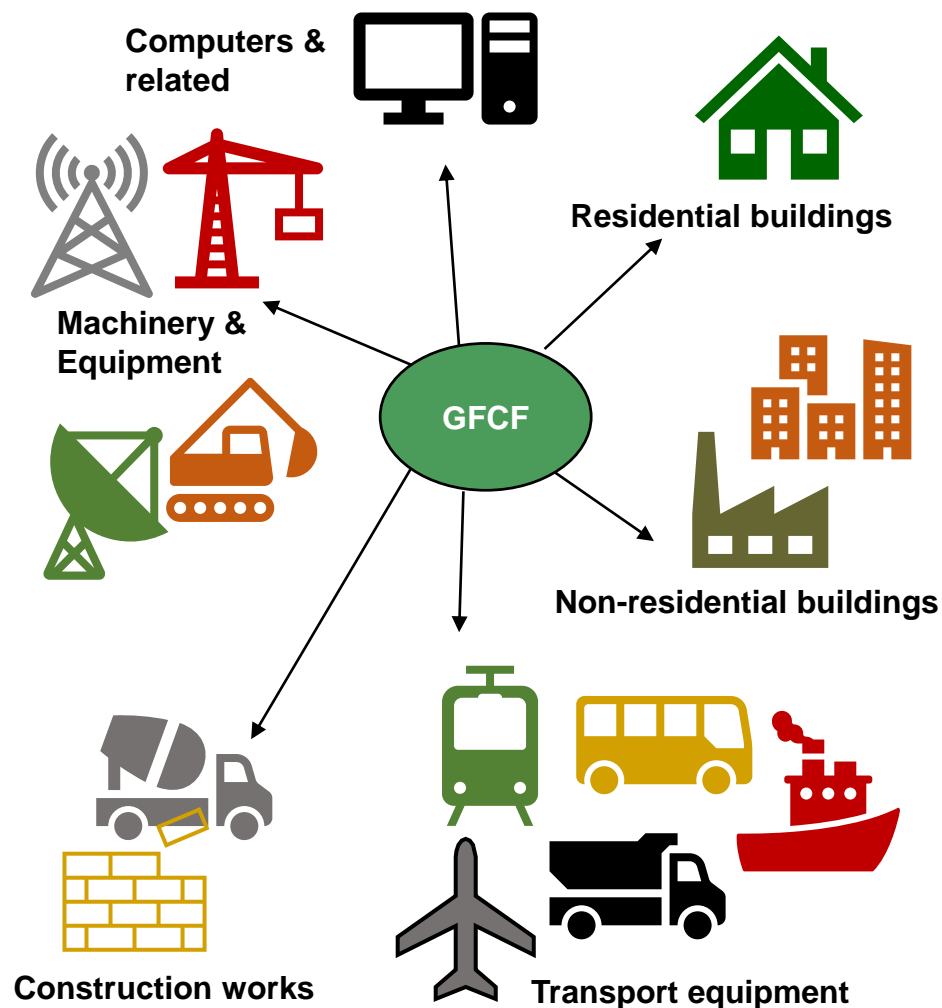 Computers &
related
Residential buildings
Machinery &
Equipment
GFCF
Non-residential buildings
Construction works
Transport equipment